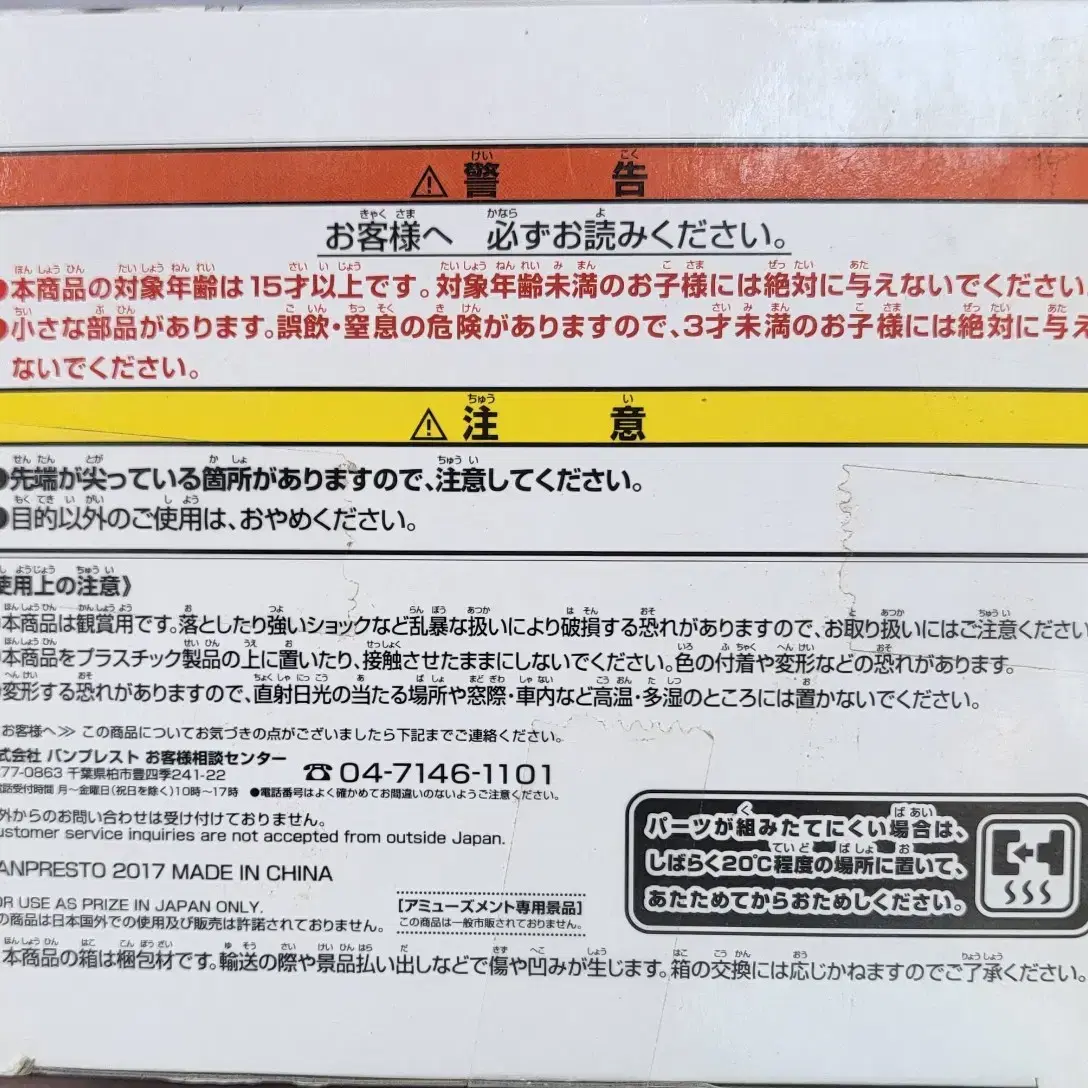 ⚠警告
お客様へ 必ずお読みください。
●本商品の対象年齢は15才以上です。対象年齢未満のお子様には絶対に与えないでください
●小さな部品があります。誤飲・窒息の危険がありますので、3才未満のお子様には絶対に与え
ないでください。
⚠注意
●先端が尖っている箇所がありますので、注意してください。
●目的以外のご使用は、おやめください。
使用上の注意》
本商品は観賞用です。落としたり強いショックなど乱暴な扱いにより破損する恐れがありますので、お取り扱いにはご注意ください
本商品をプラスチック製品の上に置いたり、接触させたままにしないでください。色の付着や変形などの恐れがあります。
変形する恐れがありますので、直射日光の当たる場所や窓際・車内など高温・多湿のところには置かないでください。
お客様へ≫ この商品についてお気づきの点がございましたら下記までご連絡ください。
式会社 バンプレスト お客様相談センター
77-0863 千葉県柏市豊四季241-22
☎04-7146-1101
電話受付時間 月～金曜日(祝日を除く)10時～17時 ●電話番号はよく確かめてお間違いのないようご注意ください。
外からのお問い合わせは受け付けておりません。
ustomer service inquiries are not accepted from outside Japan.
パーツが組みたてにくい場合は、
しばらく20℃程度の場所に置いて、
あたためてからおためしください。
ANPRESTO 2017 MADE IN CHINA
OR USE AS PRIZE IN JAPAN ONLY.
の商品は日本国外での使用及び販売は許諾されておりません。
[アミューズメント専用景品]
この商品は一般市販されておりません。
本商品の箱は梱包材です。輸送の際や景品払い出しなどで傷や凹みが生じます。箱の交換には応じかねますのでご了承ください。